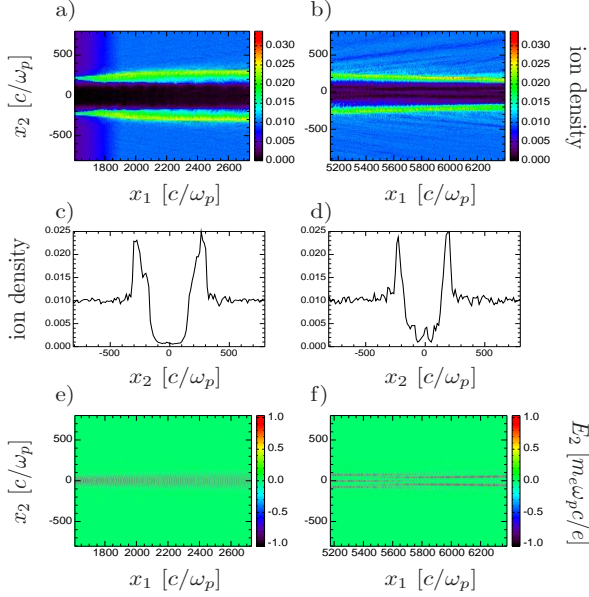 a)
b)
x₂ [c/ωₚ]
500
0
-500
1600 1800 2000 2200 2400 2600
x₁ [c/ωₚ]
0.030
0.025
0.020
0.015
0.010
0.005
0.000
500
0
-500
5200 5400 5600 5800 6000 6200 6400
x₁ [c/ωₚ]
0.030
0.025
0.020
0.015
0.010
0.005
0.000
ion density
c)
d)
ion density
0.025
0.020
0.015
0.010
0.005
0.000
-500 0 500
x₂ [c/ωₚ]
0.025
0.020
0.015
0.010
0.005
0.000
-500 0 500
x₂ [c/ωₚ]
e)
f)
x₂ [c/ωₚ]
500
0
-500
1800 2000 2200 2400 2600
x₁ [c/ωₚ]
1.0
0.5
0.0
-0.5
-1.0
500
0
-500
5200 5400 5600 5800 6000 6200
x₁ [c/ωₚ]
1.0
0.5
0.0
-0.5
-1.0
E₂ [mₑωₚc/e]